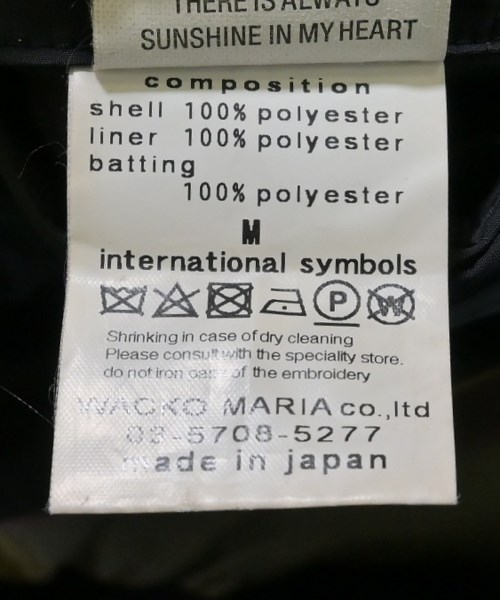 THERE IS ALWAYS
SUNSHINE IN MY HEART
composition
shell 100% polyester
liner 100% polyester
batting
100% polyester
M
international symbols
P W
Shrinking in case of dry cleaning
Please consult with the speciality store.
do not iron of the embroidery
WACKO MARIA co.,ltd
03-5708-5277
made in japan